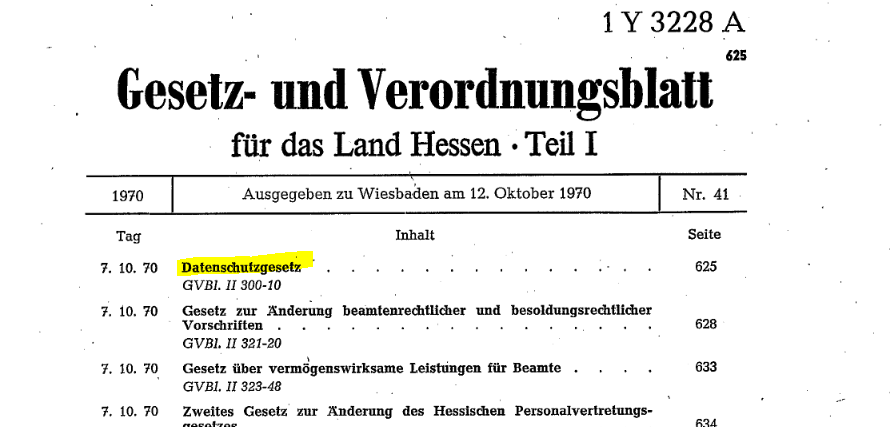 1 Y 3228 A
625
Gesetz- und Verordnungsblatt
für das Land Hessen · Teil I
1970 Ausgegeben zu Wiesbaden am 12. Oktober 1970 Nr. 41
Tag Inhalt Seite
7. 10. 70 Datenschutzgesetz . . . . . . . . . . . . . 625
GVBl. II 300-10
7. 10. 70 Gesetz zur Änderung beamtenrechtlicher und besoldungsrechtlicher
Vorschriften . . . . . . . . . . . . . . . 628
GVBl. II 321-20
7. 10. 70 Gesetz über vermögenswirksame Leistungen für Beamte . . . . 633
GVBl. II 323-48
7. 10. 70 Zweites Gesetz zur Änderung des Hessischen Personalvertretungs-
gesetzes 634